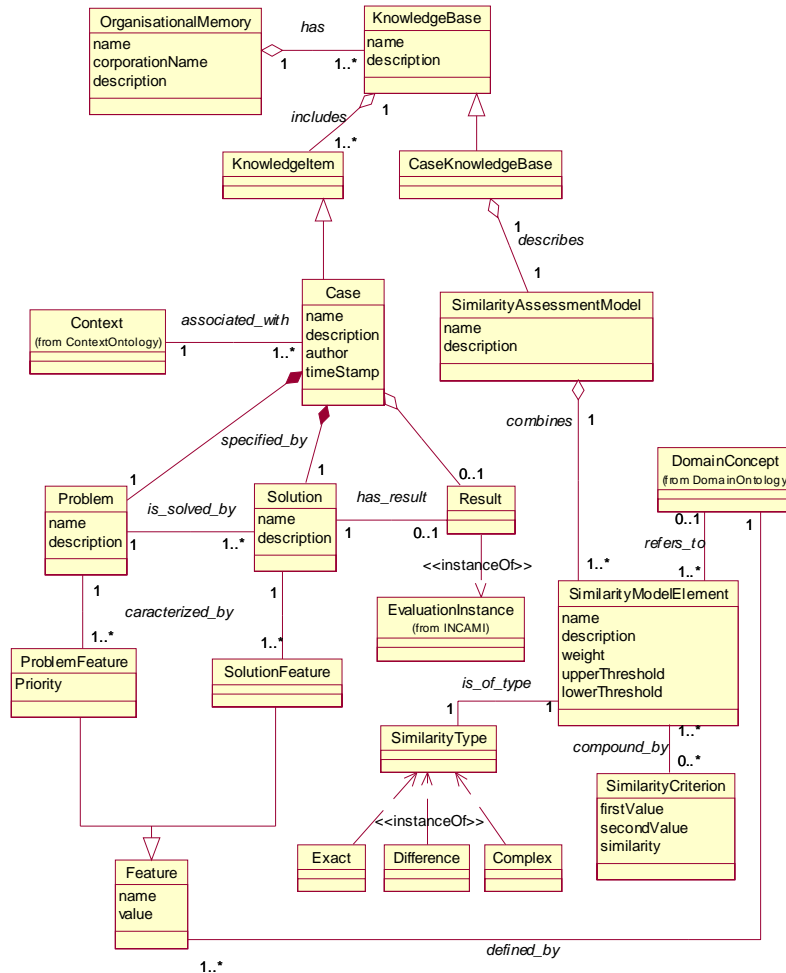 OrganisationalMemory
name
corporationName
description
has
1
1..*
KnowledgeBase
name
description
includes
1
1..*
KnowledgeItem
CaseKnowledgeBase
1
describes
1
Case
name
description
author
timeStamp
Context
(from ContextOntology)
associated_with
1
1..*
SimilarityAssessmentModel
name
description
combines
1
specified_by
1
1
0..1
DomainConcept
(from DomainOntology)
0..1
1
refers_to
1..*
1..*
Problem
name
description
is_solved_by
1
1..*
Solution
name
description
has_result
1
0..1
Result
<<instanceOf>>
EvaluationInstance
(from INCAMI)
SimilarityModelElement
name
description
weight
upperThreshold
lowerThreshold
1
caracterized_by
1
1..*
1..*
ProblemFeature
Priority
SolutionFeature
is_of_type
1
1
SimilarityType
1..*
compound_by
0..*
SimilarityCriterion
firstValue
secondValue
similarity
<<instanceOf>>
Exact
Difference
Complex
Feature
name
value
1..*
defined_by